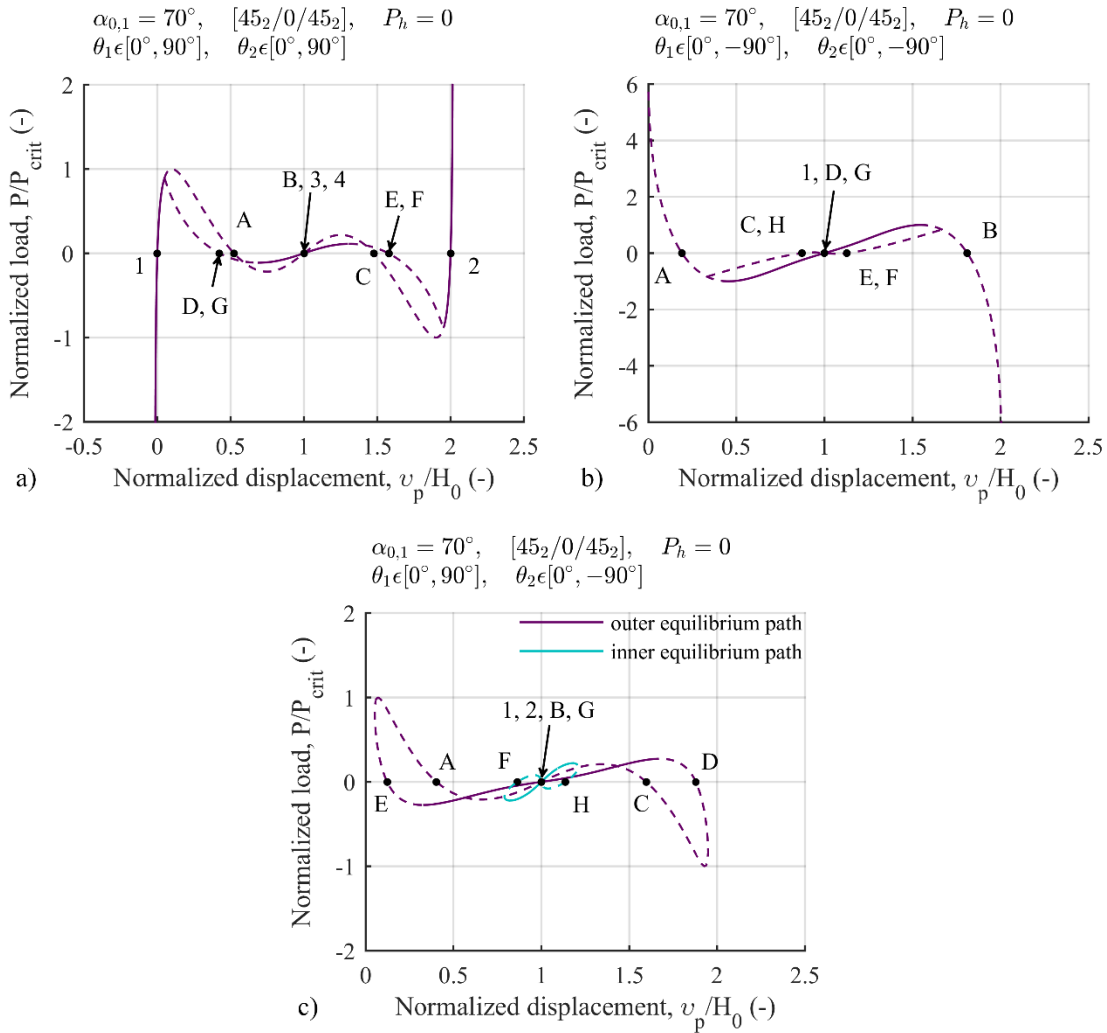 α₀,₁ = 70°, [45₂/0/45₂], Pₕ = 0
θ₁ϵ[0°, 90°], θ₂ϵ[0°, 90°]
Normalized load, P/P_crit (-)
2
1
0
-1
-2
1
D, G
A
B, 3, 4
C
E, F
2
-0.5 0 0.5 1 1.5 2 2.5
a) Normalized displacement, υ_p/H₀ (-)
α₀,₁ = 70°, [45₂/0/45₂], Pₕ = 0
θ₁ϵ[0°, −90°], θ₂ϵ[0°, −90°]
Normalized load, P/P_crit (-)
6
4
2
0
-2
-4
-6
A
C, H
1, D, G
E, F
B
0 0.5 1 1.5 2 2.5
b) Normalized displacement, υ_p/H₀ (-)
α₀,₁ = 70°, [45₂/0/45₂], Pₕ = 0
θ₁ϵ[0°, 90°], θ₂ϵ[0°, −90°]
Normalized load, P/P_crit (-)
2
1
0
-1
-2
outer equilibrium path
inner equilibrium path
E
A
F
1, 2, B, G
H
C
D
0 0.5 1 1.5 2 2.5
c) Normalized displacement, υ_p/H₀ (-)